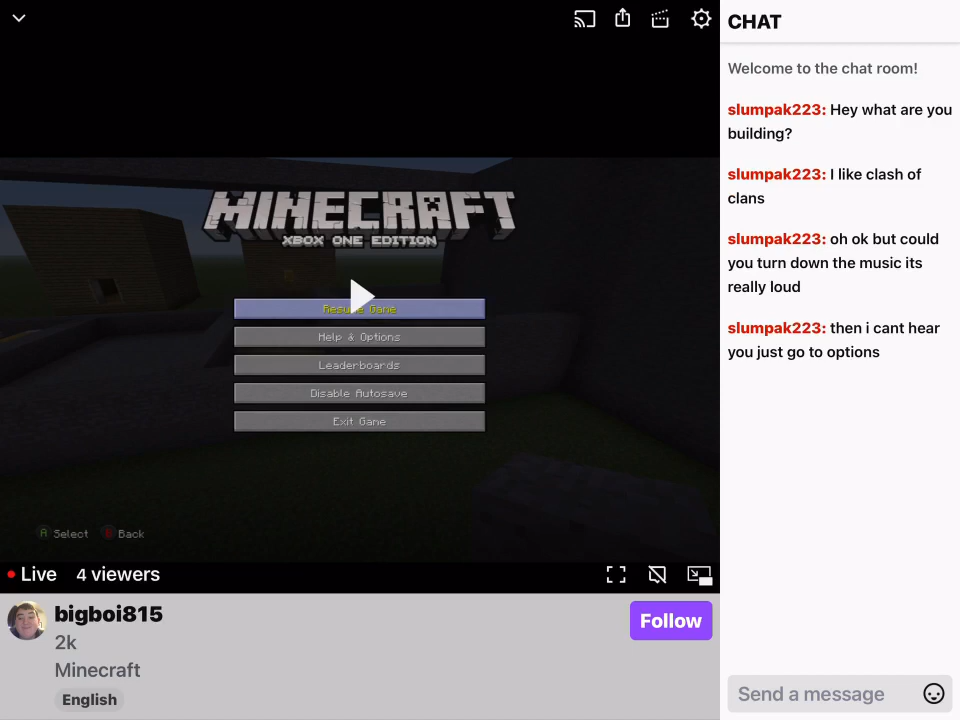 CHAT
Welcome to the chat room!
slumpak223: Hey what are you
building?
slumpak223: I like clash of
clans
slumpak223: oh ok but could
you turn down the music its
really loud
slumpak223: then i cant hear
you just go to options
Send a message
MINECRAFT
XBOX ONE EDITION
Resume Game
Help & Options
Leaderboards
Disable Autosave
Exit Game
A Select B Back
Live 4 viewers
bigboi815
Follow
2k
Minecraft
English